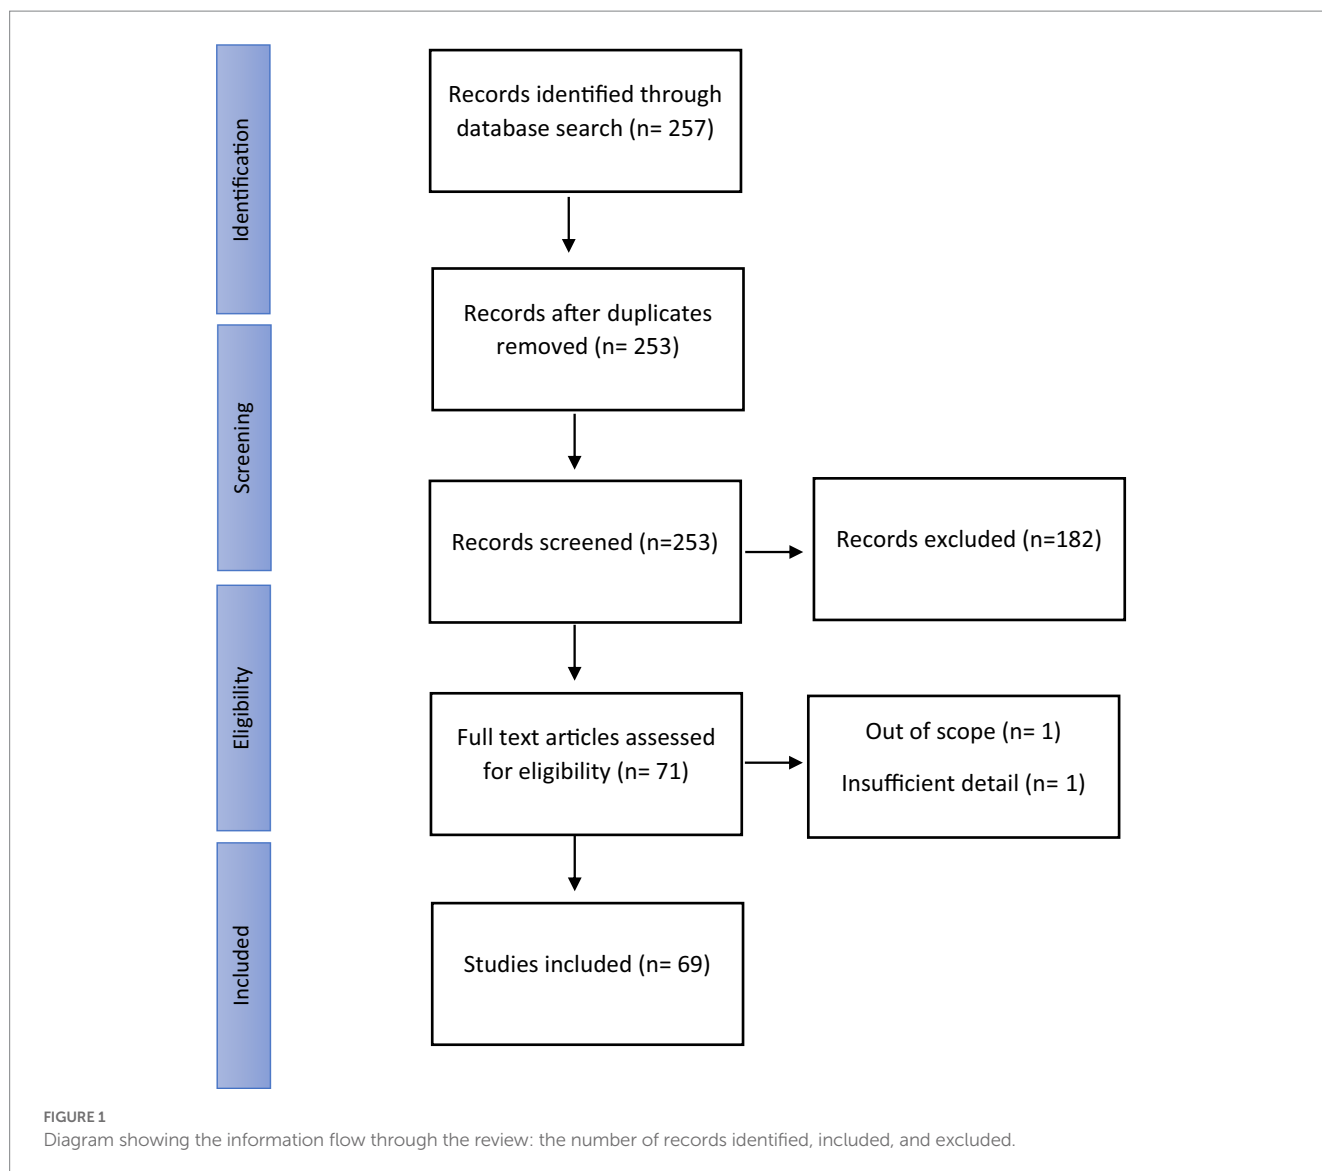 Identification
Records identified through
database search (n= 257)
Records after duplicates
removed (n= 253)
Screening
Records screened (n=253)
Records excluded (n=182)
Eligibility
Full text articles assessed
for eligibility (n= 71)
Out of scope (n= 1)
Insufficient detail (n= 1)
Included
Studies included (n= 69)
FIGURE 1
Diagram showing the information flow through the review: the number of records identified, included, and excluded.